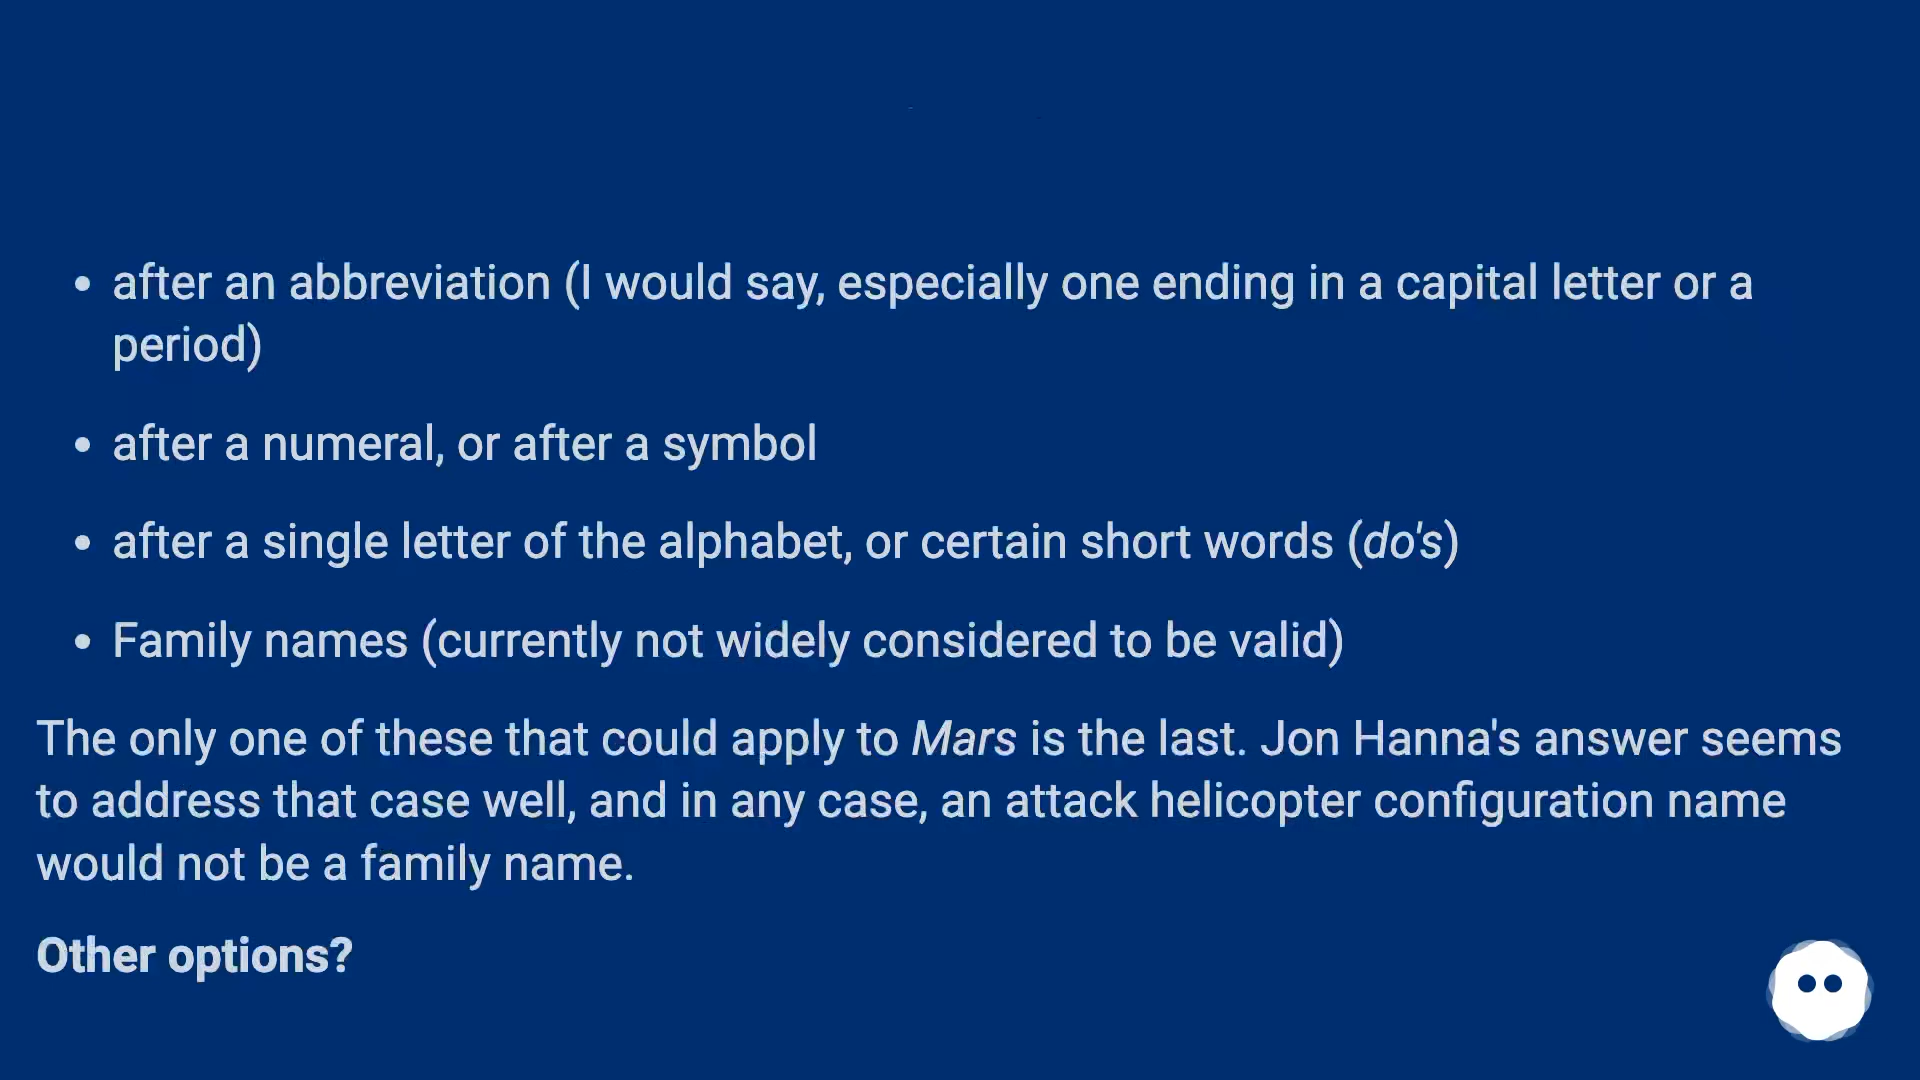 • after an abbreviation (I would say, especially one ending in a capital letter or a
period)
• after a numeral, or after a symbol
• after a single letter of the alphabet, or certain short words (do's)
• Family names (currently not widely considered to be valid)
The only one of these that could apply to Mars is the last. Jon Hanna's answer seems
to address that case well, and in any case, an attack helicopter configuration name
would not be a family name.
Other options?